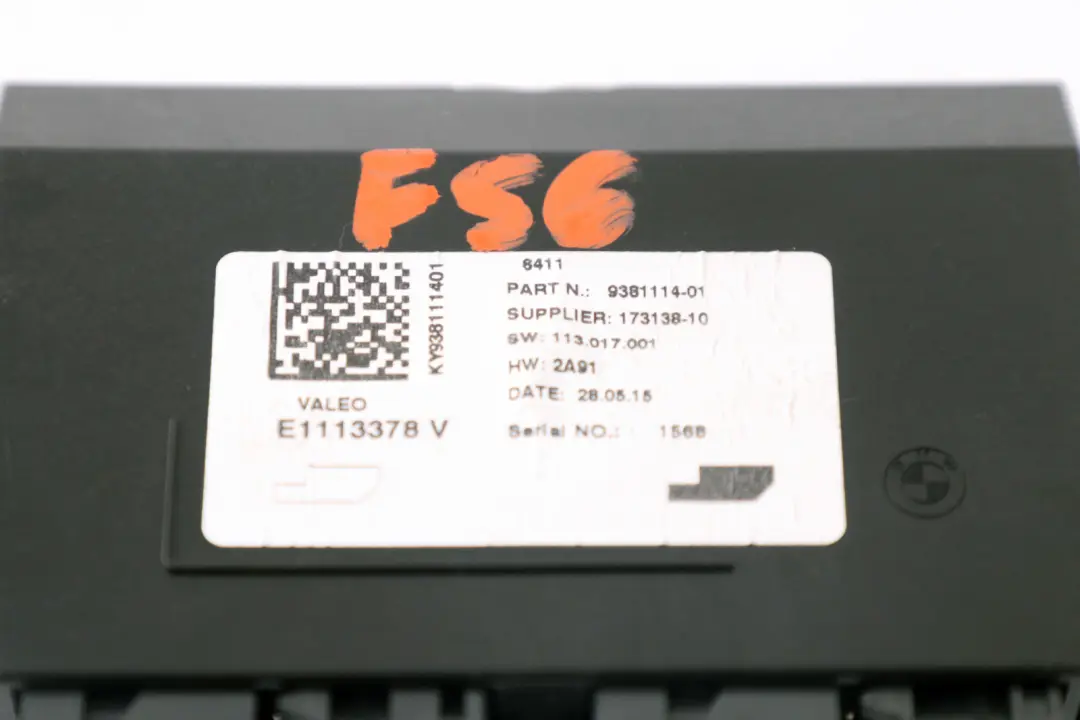 F56
8411
PART N.: 9381114-01
SUPPLIER: 173138-10
SW: 113.017.001
HW: 2A91
DATE: 28.05.15
Serial NO.: 1568
KY938111401
VALEO
E1113378 V